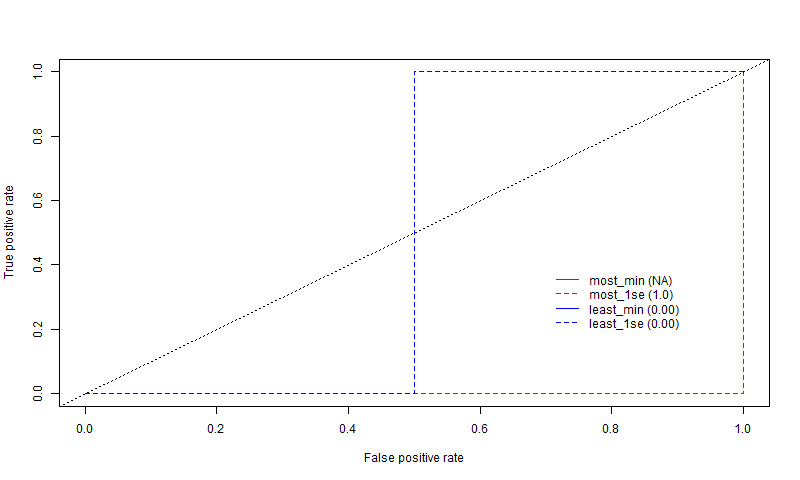 1.0
0.8
0.6
0.4
0.2
0.0
True positive rate
most_min (NA)
most_1se (1.0)
least_min (0.00)
least_1se (0.00)
0.0 0.2 0.4 0.6 0.8 1.0
False positive rate